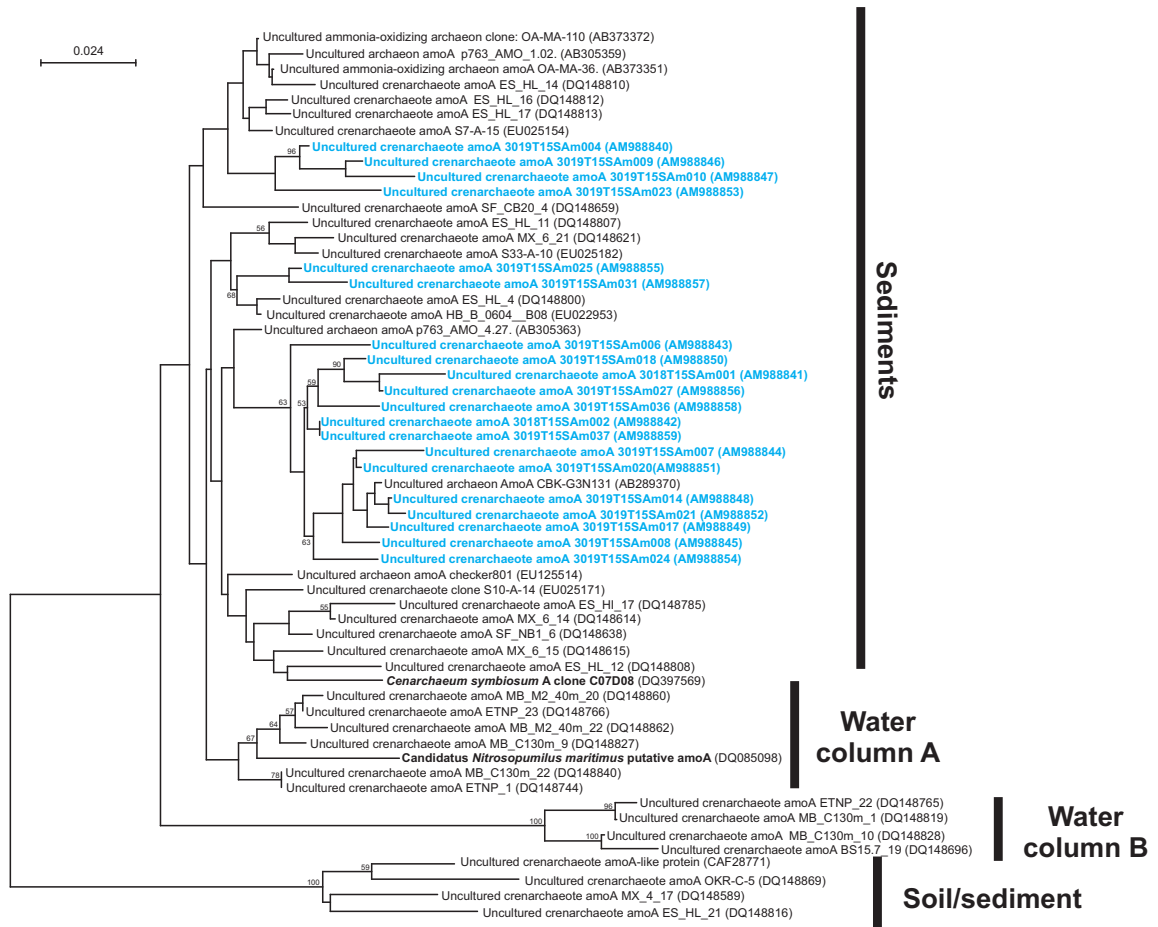 0.024
Uncultured ammonia-oxidizing archaeon clone: OA-MA-110 (AB373372)
Uncultured archaeon amoA p763_AMO_1.02. (AB305359)
Uncultured ammonia-oxidizing archaeon amoA OA-MA-36. (AB373351)
Uncultured crenarchaeote amoA ES_HL_14 (DQ148810)
Uncultured crenarchaeote amoA ES_HL_16 (DQ148812)
Uncultured crenarchaeote amoA ES_HL_17 (DQ148813)
Uncultured crenarchaeote amoA S7-A-15 (EU025154)
96
Uncultured crenarchaeote amoA 3019T15SAm004 (AM988840)
Uncultured crenarchaeote amoA 3019T15SAm009 (AM988846)
Uncultured crenarchaeote amoA 3019T15SAm010 (AM988847)
Uncultured crenarchaeote amoA 3019T15SAm023 (AM988853)
Uncultured crenarchaeote amoA SF_CB20_4 (DQ148659)
56
Uncultured crenarchaeote amoA ES_HL_11 (DQ148807)
Uncultured crenarchaeote amoA MX_6_21 (DQ148621)
Uncultured crenarchaeote amoA S33-A-10 (EU025182)
68
Uncultured crenarchaeote amoA 3019T15SAm025 (AM988855)
Uncultured crenarchaeote amoA 3019T15SAm031 (AM988857)
Uncultured crenarchaeote amoA ES_HL_4 (DQ148800)
Uncultured crenarchaeote amoA HB_B_0604__B08 (EU022953)
Uncultured archaeon amoA p763_AMO_4.27. (AB305363)
63
Uncultured crenarchaeote amoA 3019T15SAm006 (AM988843)
90
Uncultured crenarchaeote amoA 3019T15SAm018 (AM988850)
59
Uncultured crenarchaeote amoA 3018T15SAm001 (AM988841)
Uncultured crenarchaeote amoA 3019T15SAm027 (AM988856)
53
Uncultured crenarchaeote amoA 3019T15SAm036 (AM988858)
Uncultured crenarchaeote amoA 3018T15SAm002 (AM988842)
Uncultured crenarchaeote amoA 3019T15SAm037 (AM988859)
Uncultured crenarchaeote amoA 3019T15SAm007 (AM988844)
Uncultured crenarchaeote amoA 3019T15SAm020(AM988851)
Uncultured archaeon AmoA CBK-G3N131 (AB289370)
Uncultured crenarchaeote amoA 3019T15SAm014 (AM988848)
Uncultured crenarchaeote amoA 3019T15SAm021 (AM988852)
Uncultured crenarchaeote amoA 3019T15SAm017 (AM988849)
63
Uncultured crenarchaeote amoA 3019T15SAm008 (AM988845)
Uncultured crenarchaeote amoA 3019T15SAm024 (AM988854)
Uncultured archaeon amoA checker801 (EU125514)
Uncultured crenarchaeote clone S10-A-14 (EU025171)
55
Uncultured crenarchaeote amoA ES_Hl_17 (DQ148785)
Uncultured crenarchaeote amoA MX_6_14 (DQ148614)
Uncultured crenarchaeote amoA SF_NB1_6 (DQ148638)
Uncultured crenarchaeote amoA MX_6_15 (DQ148615)
Uncultured crenarchaeote amoA ES_HL_12 (DQ148808)
Cenarchaeum symbiosum A clone C07D08 (DQ397569)
Sediments
Uncultured crenarchaeote amoA MB_M2_40m_20 (DQ148860)
57
Uncultured crenarchaeote amoA ETNP_23 (DQ148766)
64
Uncultured crenarchaeote amoA MB_M2_40m_22 (DQ148862)
67
Uncultured crenarchaeote amoA MB_C130m_9 (DQ148827)
Candidatus Nitrosopumilus maritimus putative amoA (DQ085098)
78
Uncultured crenarchaeote amoA MB_C130m_22 (DQ148840)
Uncultured crenarchaeote amoA ETNP_1 (DQ148744)
Water
column A
96
Uncultured crenarchaeote amoA ETNP_22 (DQ148765)
Uncultured crenarchaeote amoA MB_C130m_1 (DQ148819)
100
100
Uncultured crenarchaeote amoA MB_C130m_10 (DQ148828)
Uncultured crenarchaeote amoA BS15.7_19 (DQ148696)
Water
column B
59
Uncultured crenarchaeote amoA-like protein (CAF28771)
100
Uncultured crenarchaeote amoA OKR-C-5 (DQ148869)
Uncultured crenarchaeote amoA MX_4_17 (DQ148589)
Uncultured crenarchaeote amoA ES_HL_21 (DQ148816)
Soil/sediment